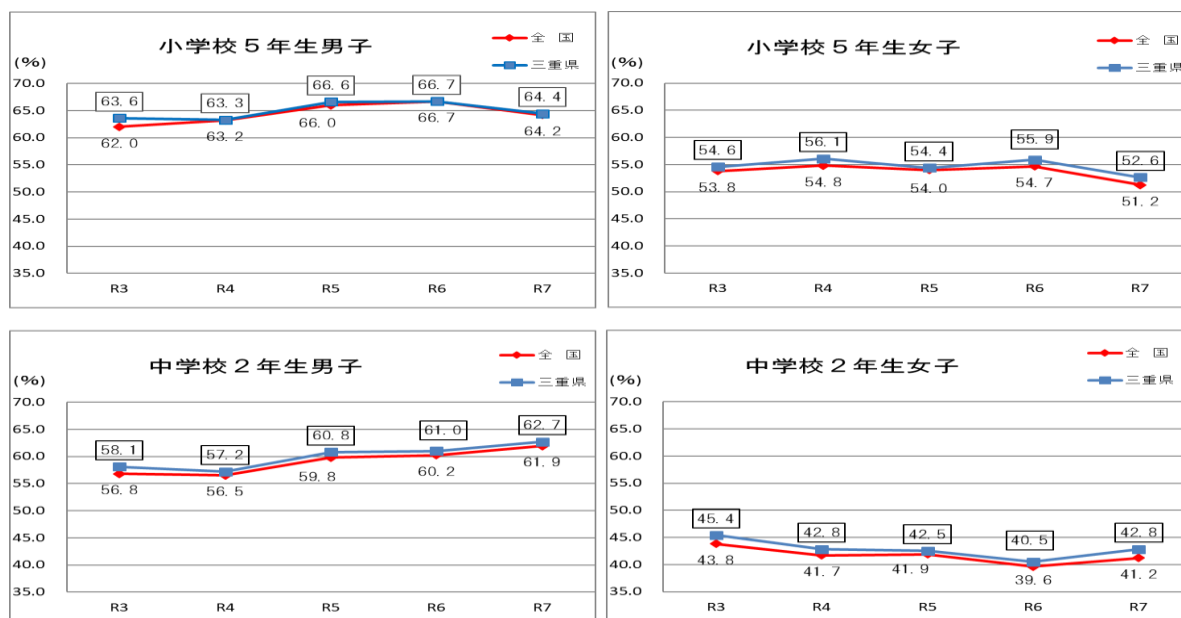 小学校５年生男子
全　国
三重県
(%)
70.0
65.0
60.0
55.0
50.0
45.0
40.0
35.0
63.6
63.3
66.6
66.7
64.4
62.0
63.2
66.0
66.7
64.2
R3
R4
R5
R6
R7
小学校５年生女子
全　国
三重県
(%)
70.0
65.0
60.0
55.0
50.0
45.0
40.0
35.0
54.6
56.1
54.4
55.9
52.6
53.8
54.8
54.0
54.7
51.2
R3
R4
R5
R6
R7
中学校２年生男子
全　国
三重県
(%)
70.0
65.0
60.0
55.0
50.0
45.0
40.0
35.0
58.1
57.2
60.8
61.0
62.7
56.8
56.5
59.8
60.2
61.9
R3
R4
R5
R6
R7
中学校２年生女子
全　国
三重県
(%)
70.0
65.0
60.0
55.0
50.0
45.0
40.0
35.0
45.4
42.8
42.5
40.5
42.8
43.8
41.7
41.9
39.6
41.2
R3
R4
R5
R6
R7